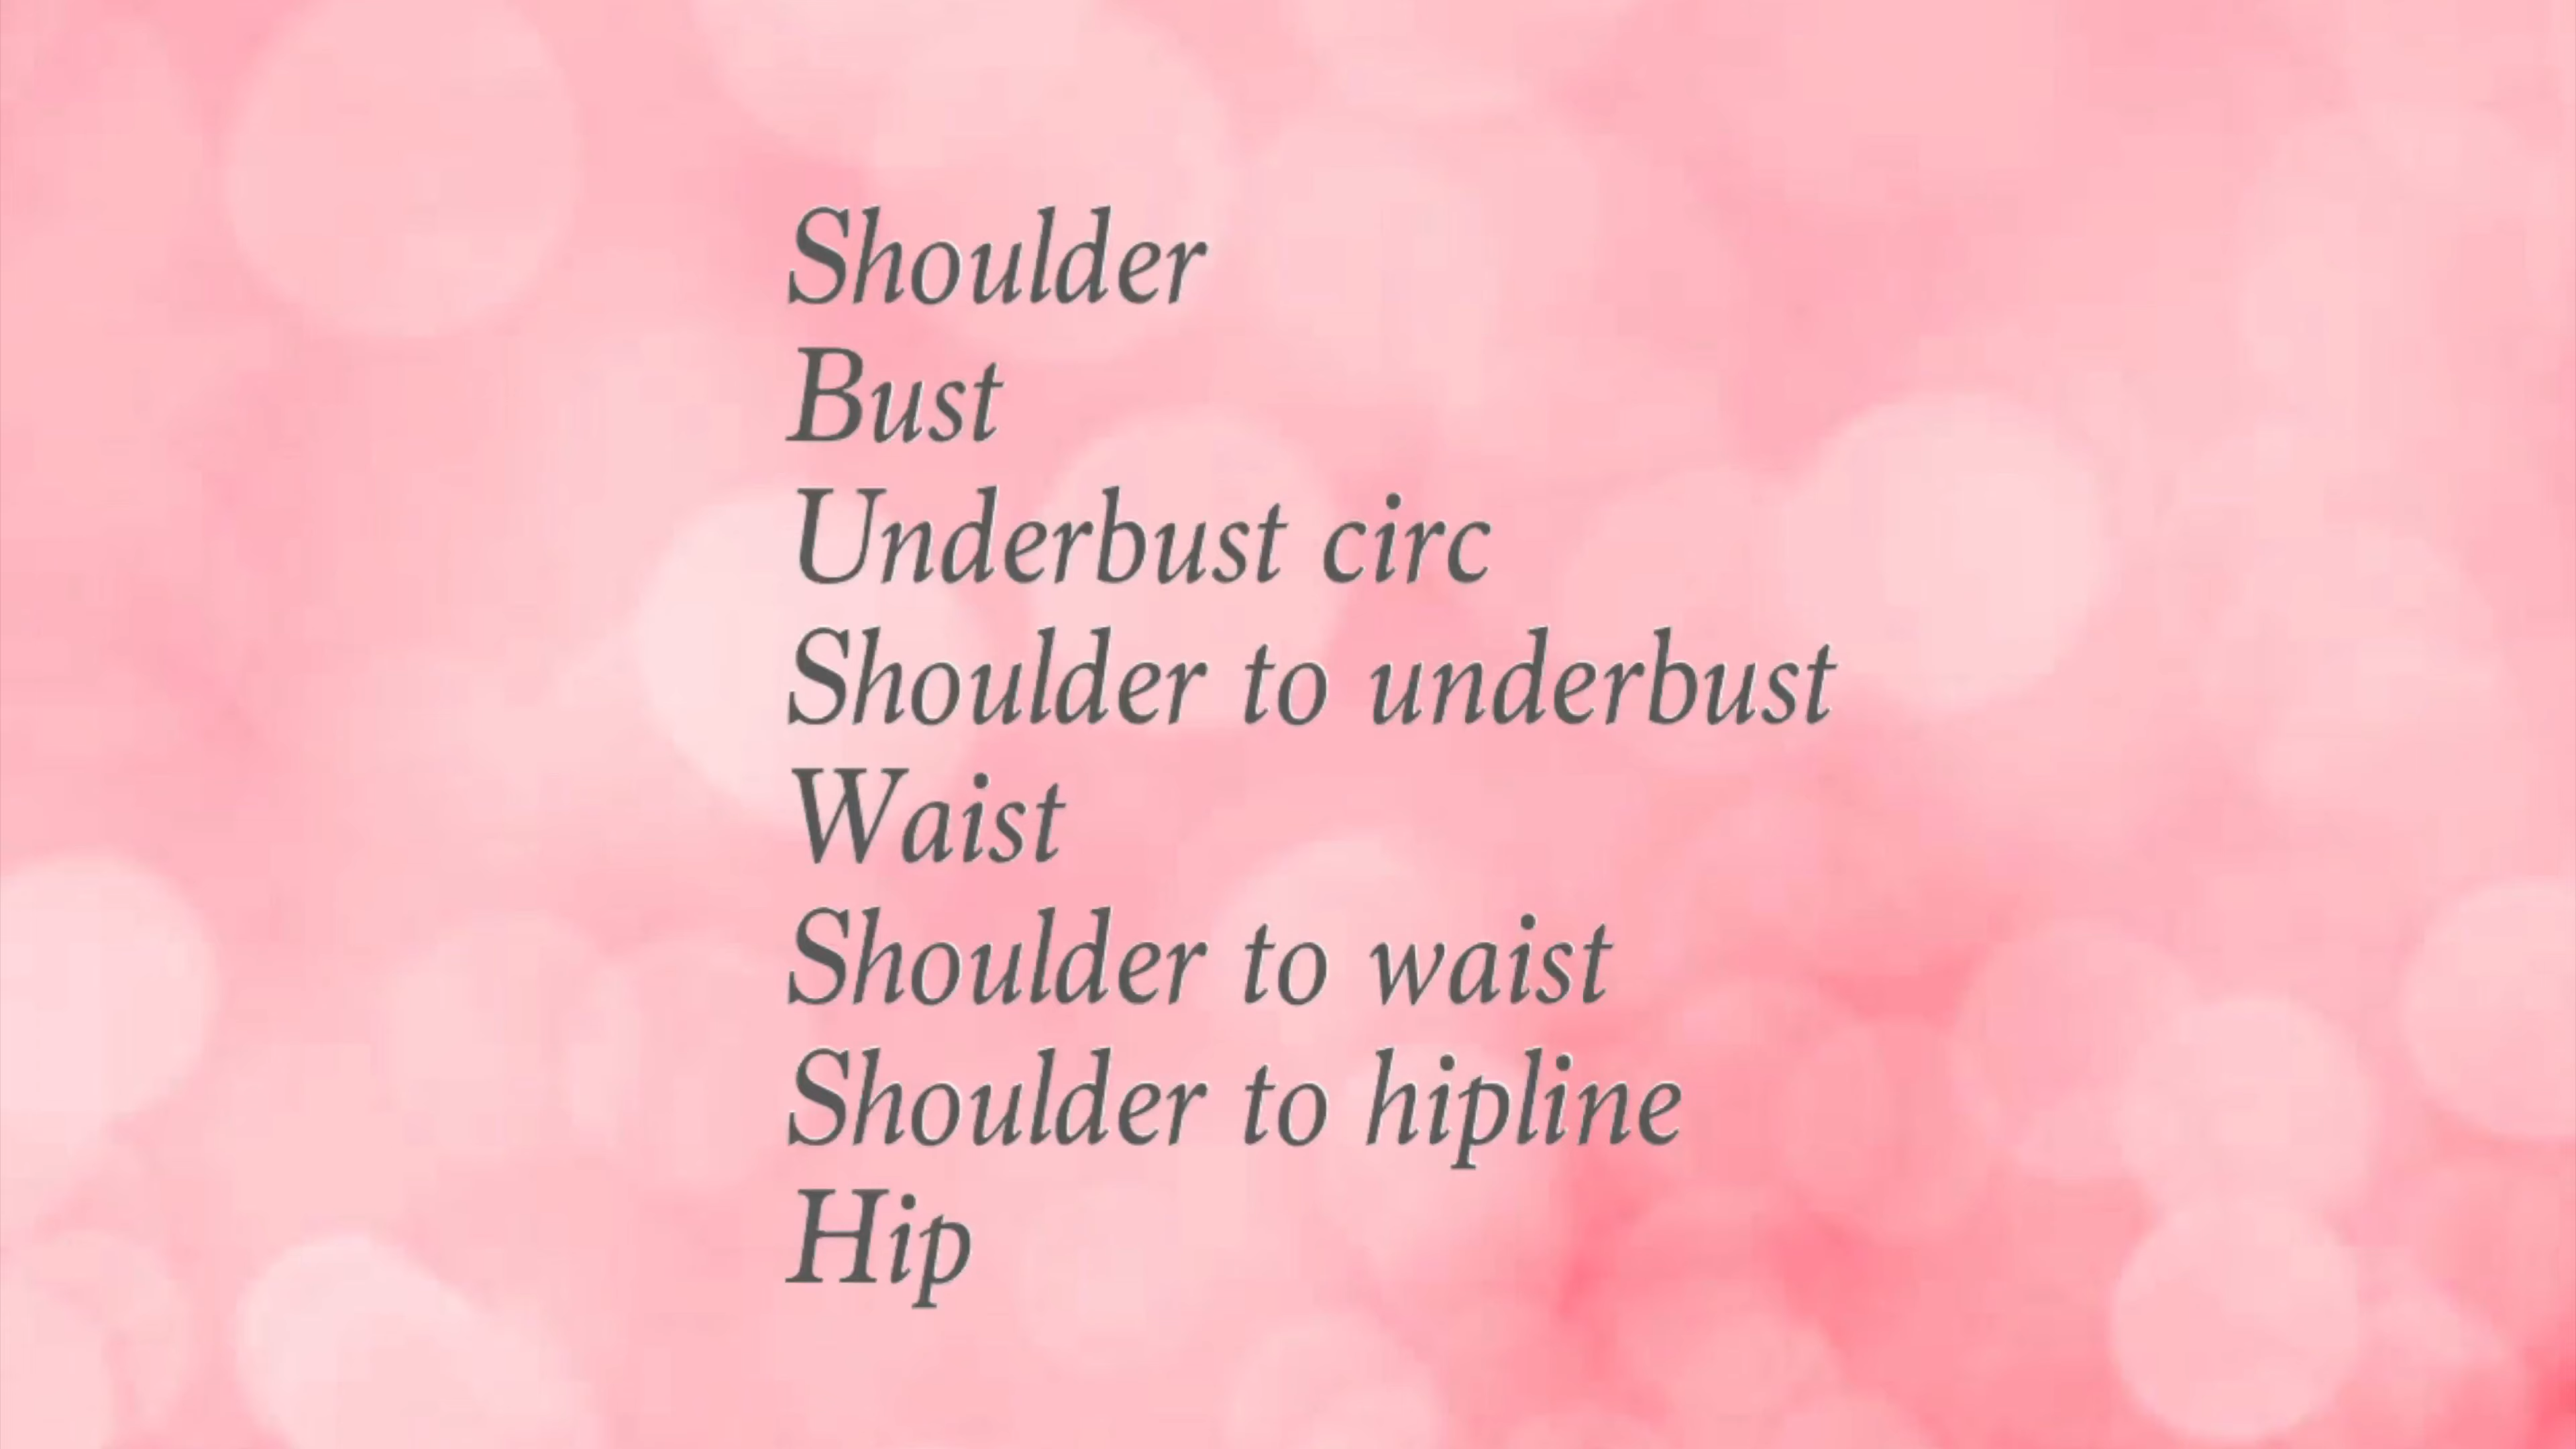 Shoulder
Bust
Underbust circ
Shoulder to underbust
Waist
Shoulder to waist
Shoulder to hipline
Hip